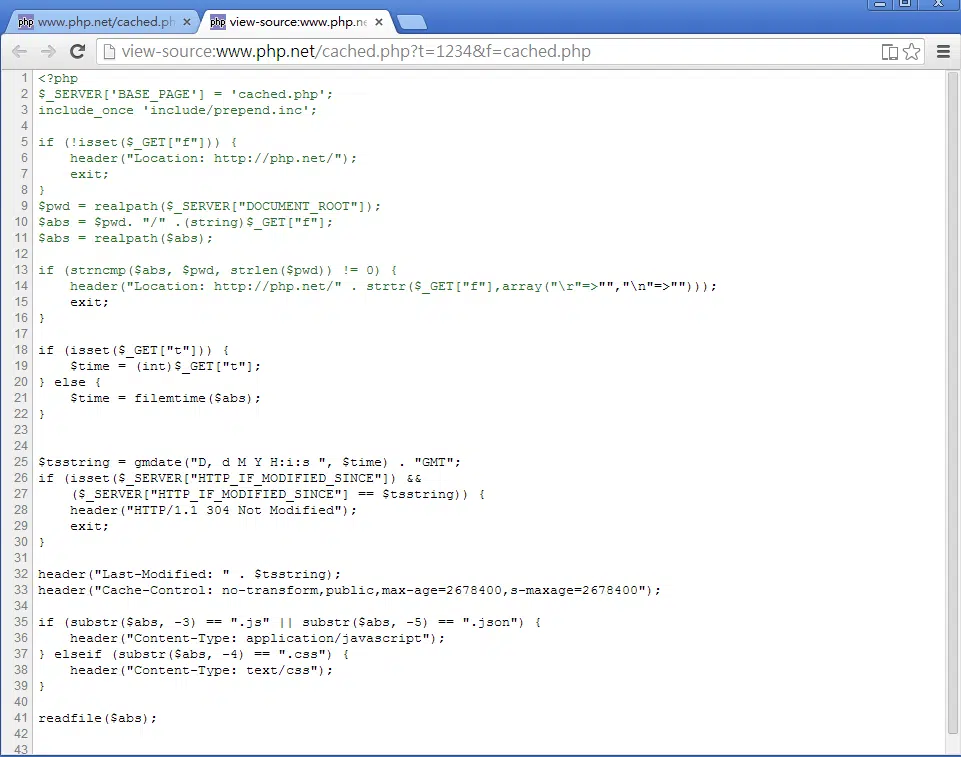 php www.php.net/cached.ph × php view-source:www.php.ne ×
view-source:www.php.net/cached.php?t=1234&f=cached.php
1 <?php
2 $_SERVER['BASE_PAGE'] = 'cached.php';
3 include_once 'include/prepend.inc';
4
5 if (!isset($_GET["f"])) {
6     header("Location: http://php.net/");
7     exit;
8 }
9 $pwd = realpath($_SERVER["DOCUMENT_ROOT"]);
10 $abs = $pwd. "/" .(string)$_GET["f"];
11 $abs = realpath($abs);
12
13 if (strncmp($abs, $pwd, strlen($pwd)) != 0) {
14     header("Location: http://php.net/" . strtr($_GET["f"],array("\r"=>"","\n"=>"")));
15     exit;
16 }
17
18 if (isset($_GET["t"])) {
19     $time = (int)$_GET["t"];
20 } else {
21     $time = filemtime($abs);
22 }
23
24
25 $tsstring = gmdate("D, d M Y H:i:s ", $time) . "GMT";
26 if (isset($_SERVER["HTTP_IF_MODIFIED_SINCE"]) &&
27     ($_SERVER["HTTP_IF_MODIFIED_SINCE"] == $tsstring)) {
28     header("HTTP/1.1 304 Not Modified");
29     exit;
30 }
31
32 header("Last-Modified: " . $tsstring);
33 header("Cache-Control: no-transform,public,max-age=2678400,s-maxage=2678400");
34
35 if (substr($abs, -3) == ".js" || substr($abs, -5) == ".json") {
36     header("Content-Type: application/javascript");
37 } elseif (substr($abs, -4) == ".css") {
38     header("Content-Type: text/css");
39 }
40
41 readfile($abs);
42
43